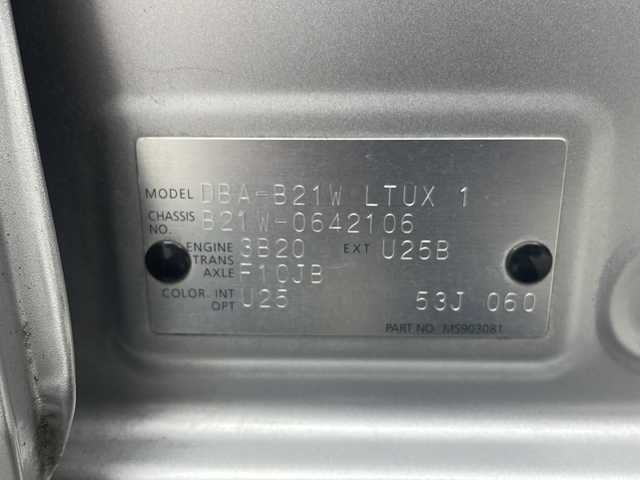 MODEL DBA-B21W LTUX 1
CHASSIS NO. B21W-0642106
ENGINE 3B20 EXT U25B
TRANS AXLE F1CJB
COLOR. INT OPT U25 53J 060
PART NO. MS903081